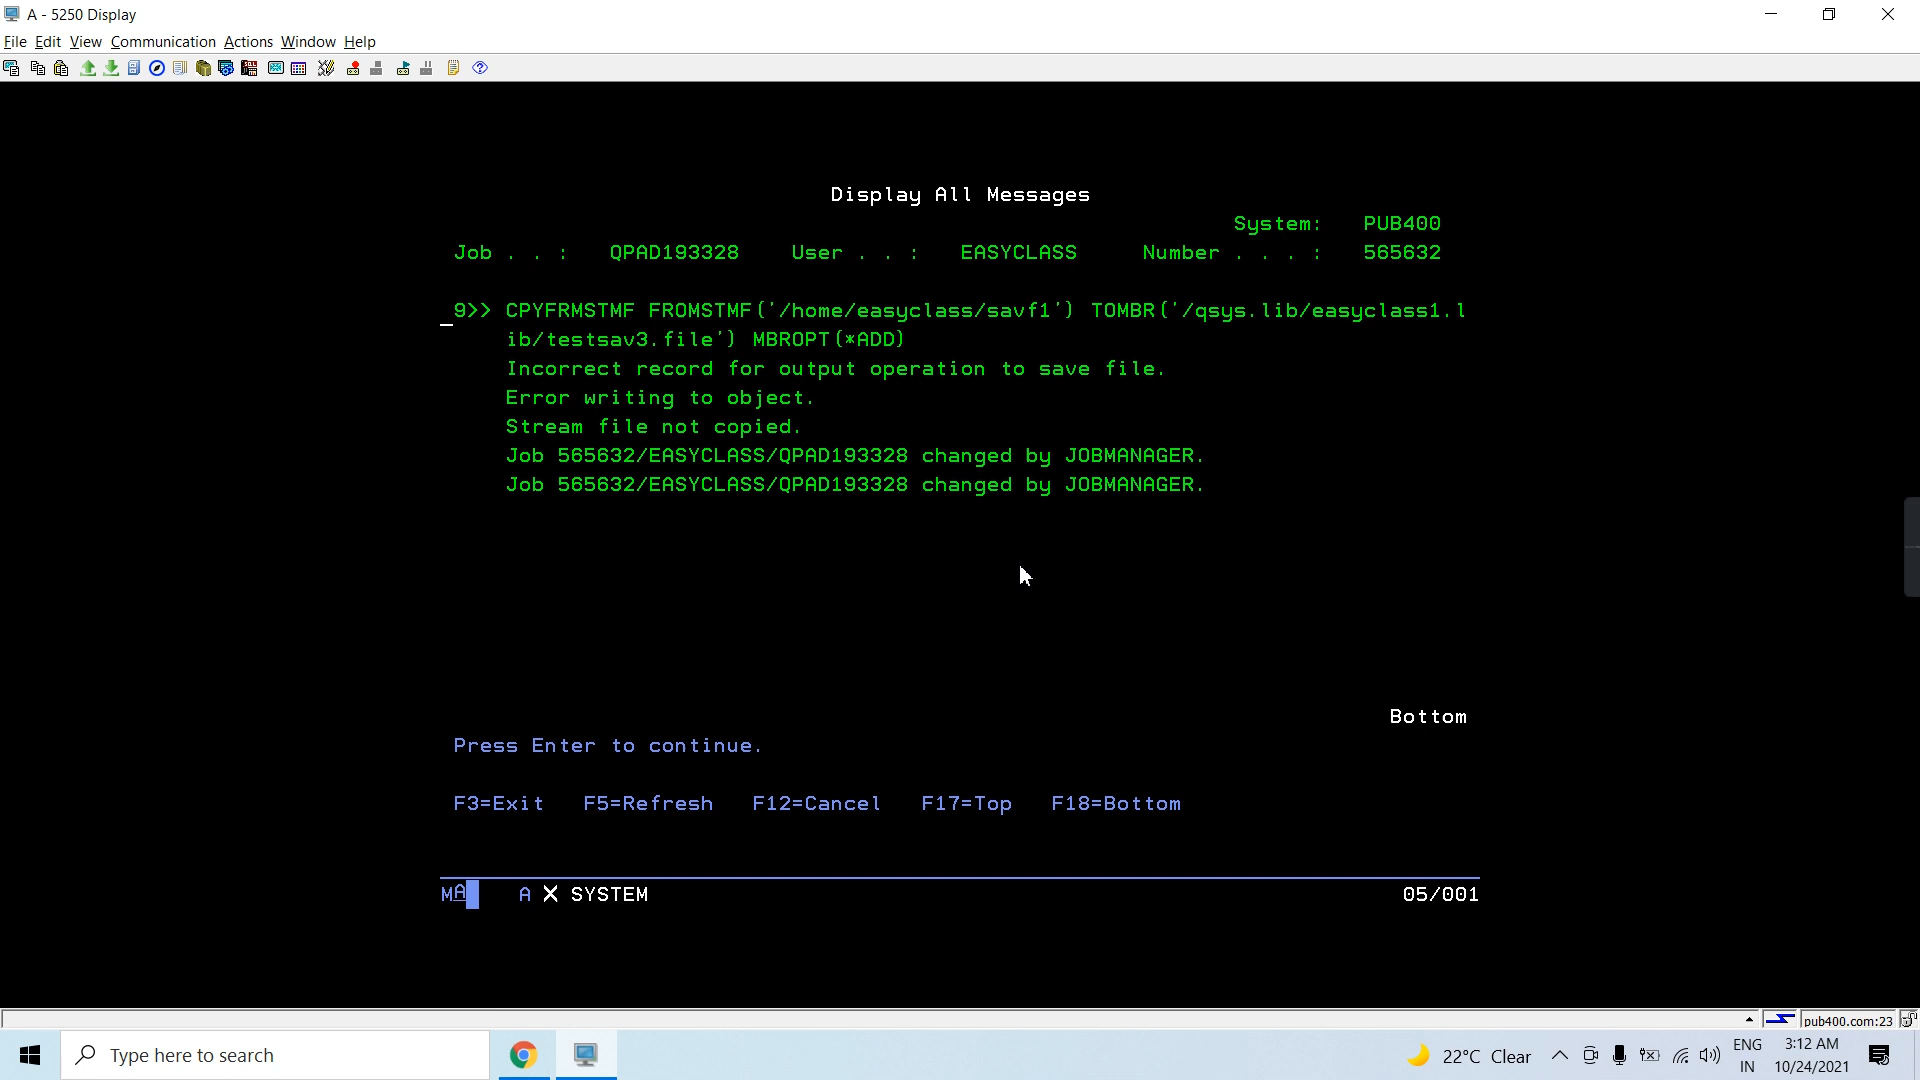 A - 5250 Display
File Edit View Communication Actions Window Help
Display All Messages
System: PUB400
Job . . : QPAD193328 User . . : EASYCLASS Number . . . : 565632
_9>> CPYFRMSTMF FROMSTMF('/home/easyclass/savf1') TOMBR('/qsys.lib/easyclass1.l
ib/testsav3.file') MBROPT(*ADD)
Incorrect record for output operation to save file.
Error writing to object.
Stream file not copied.
Job 565632/EASYCLASS/QPAD193328 changed by JOBMANAGER.
Job 565632/EASYCLASS/QPAD193328 changed by JOBMANAGER.
Bottom
Press Enter to continue.
F3=Exit F5=Refresh F12=Cancel F17=Top F18=Bottom
MA A X SYSTEM 05/001
pub400.com:23
Type here to search
22°C Clear
ENG
IN
3:12 AM
10/24/2021